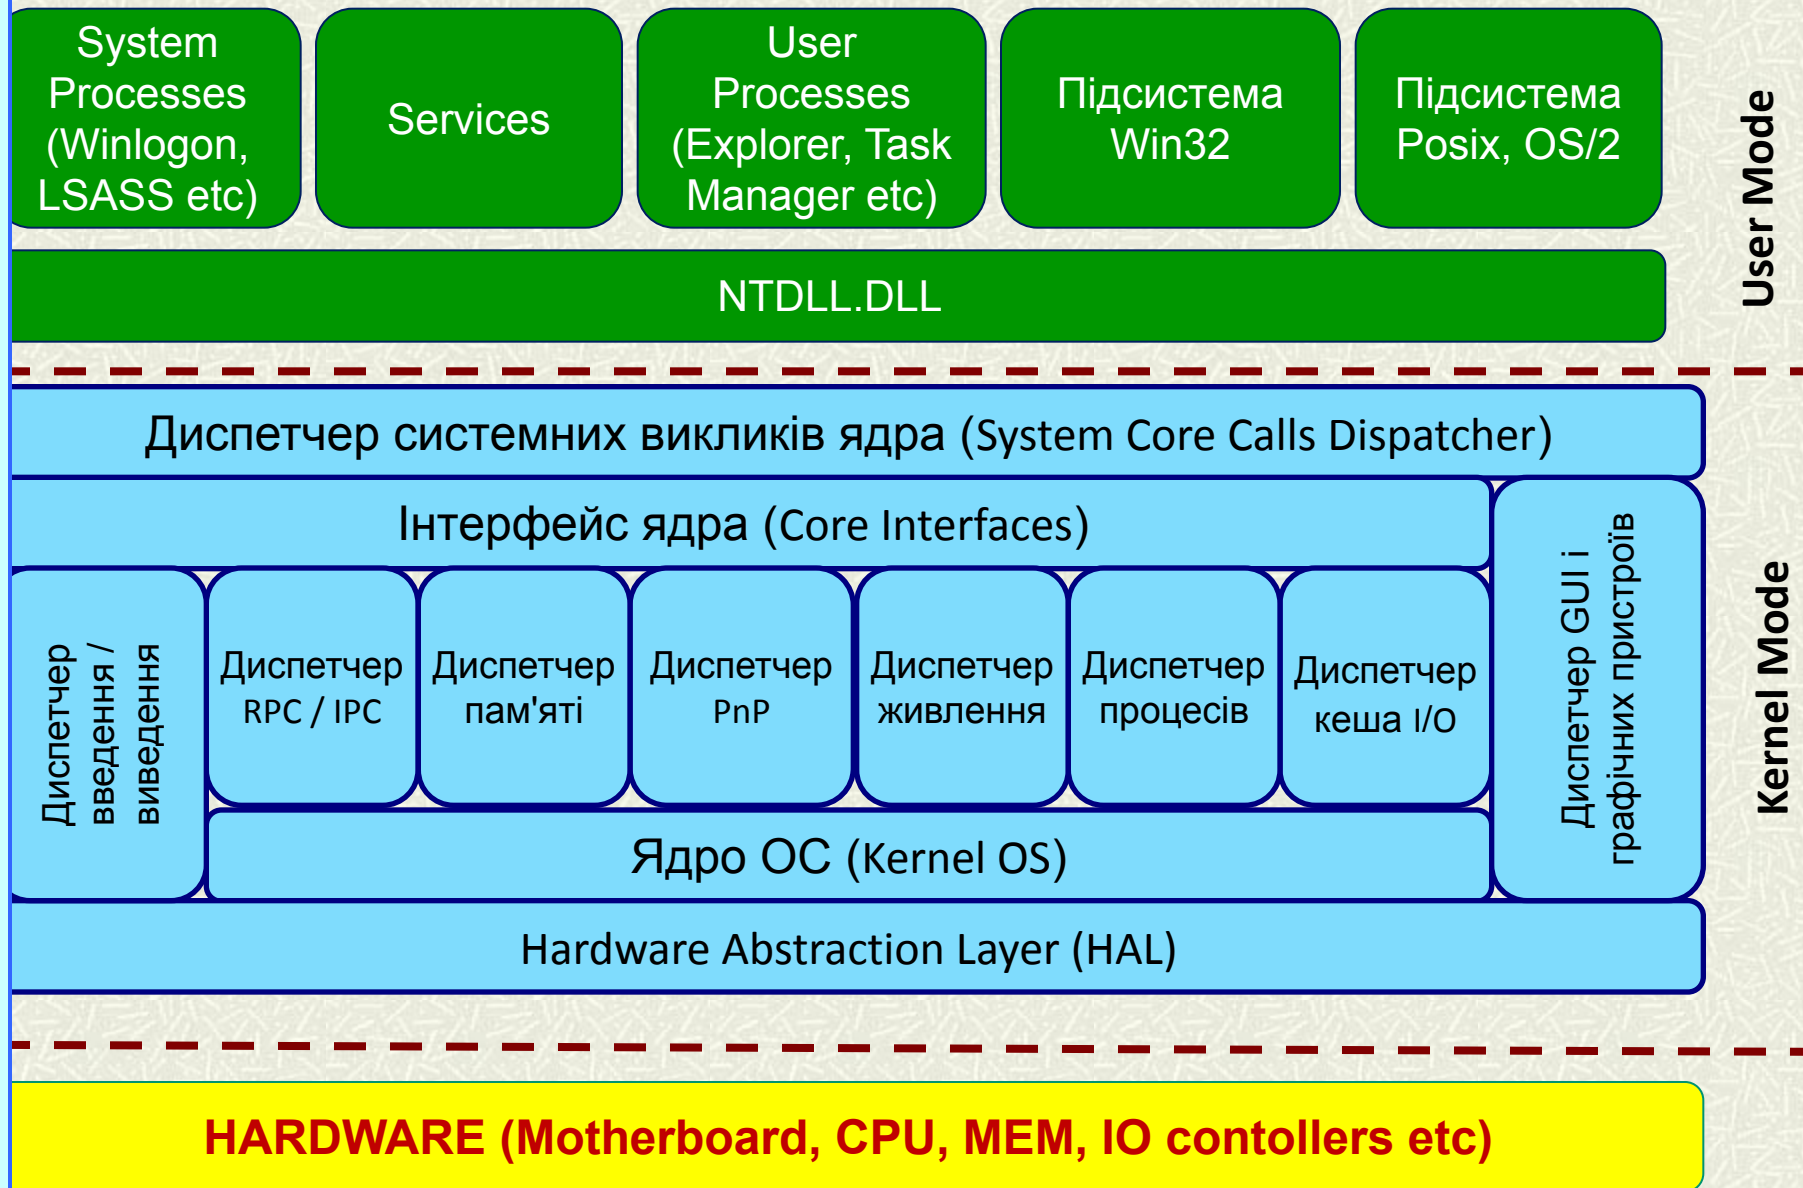 System
Processes
(Winlogon,
LSASS etc)
Services
User
Processes
(Explorer, Task
Manager etc)
Підсистема
Win32
Підсистема
Posix, OS/2
User Mode
NTDLL.DLL
Диспетчер системних викликів ядра (System Core Calls Dispatcher)
Інтерфейс ядра (Core Interfaces)
Диспетчер
введення /
виведення
Диспетчер
RPC / IPC
Диспетчер
пам'яті
Диспетчер
PnP
Диспетчер
живлення
Диспетчер
процесів
Диспетчер
кеша I/O
Диспетчер GUI і
графічних пристроїв
Kernel Mode
Ядро ОС (Kernel OS)
Hardware Abstraction Layer (HAL)
HARDWARE (Motherboard, CPU, MEM, IO contollers etc)